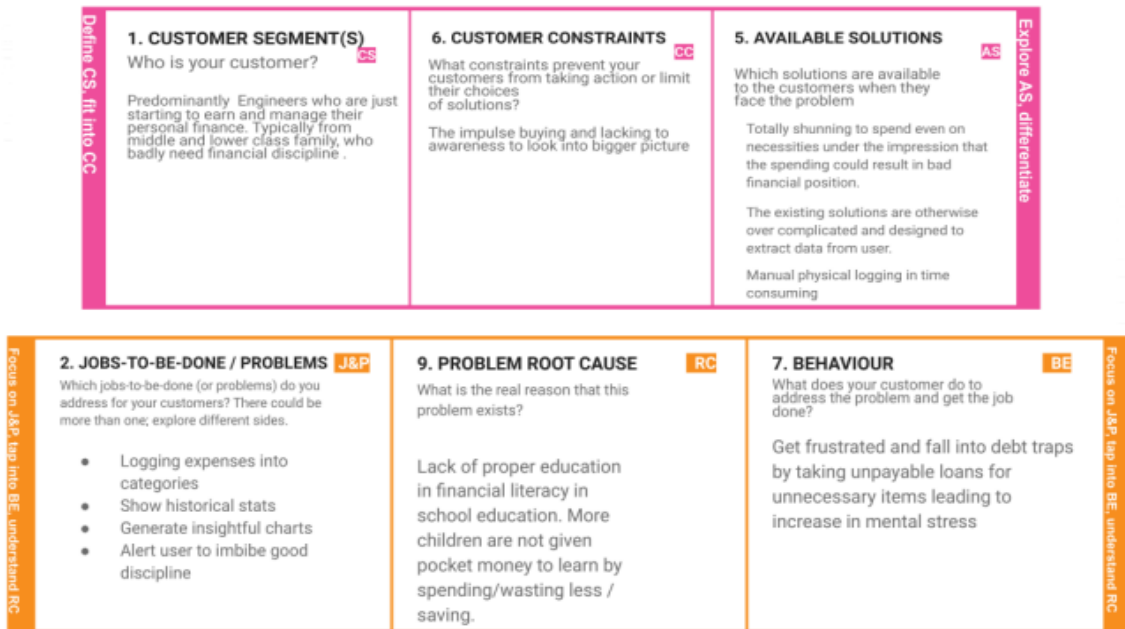 Define CS, fit into CC
1. CUSTOMER SEGMENT(S)
CS
Who is your customer?
Predominantly Engineers who are just
starting to earn and manage their
personal finance. Typically from
middle and lower class family, who
badly need financial discipline .
6. CUSTOMER CONSTRAINTS
CC
What constraints prevent your
customers from taking action or limit
their choices
of solutions?
The impulse buying and lacking to
awareness to look into bigger picture
5. AVAILABLE SOLUTIONS
AS
Which solutions are available
to the customers when they
face the problem
Totally shunning to spend even on
necessities under the impression that
the spending could result in bad
financial position.
The existing solutions are otherwise
over complicated and designed to
extract data from user.
Manual physical logging in time
consuming
Explore AS, differentiate
Focus on J&P, tap into BE, understand RC
2. JOBS-TO-BE-DONE / PROBLEMS
J&P
Which jobs-to-be-done (or problems) do you
address for your customers? There could be
more than one; explore different sides.
● Logging expenses into
categories
● Show historical stats
● Generate insightful charts
● Alert user to imbibe good
discipline
9. PROBLEM ROOT CAUSE
RC
What is the real reason that this
problem exists?
Lack of proper education
in financial literacy in
school education. More
children are not given
pocket money to learn by
spending/wasting less /
saving.
7. BEHAVIOUR
BE
What does your customer do to
address the problem and get the job
done?
Get frustrated and fall into debt traps
by taking unpayable loans for
unnecessary items leading to
increase in mental stress
Focus on J&P, tap into BE, understand RC